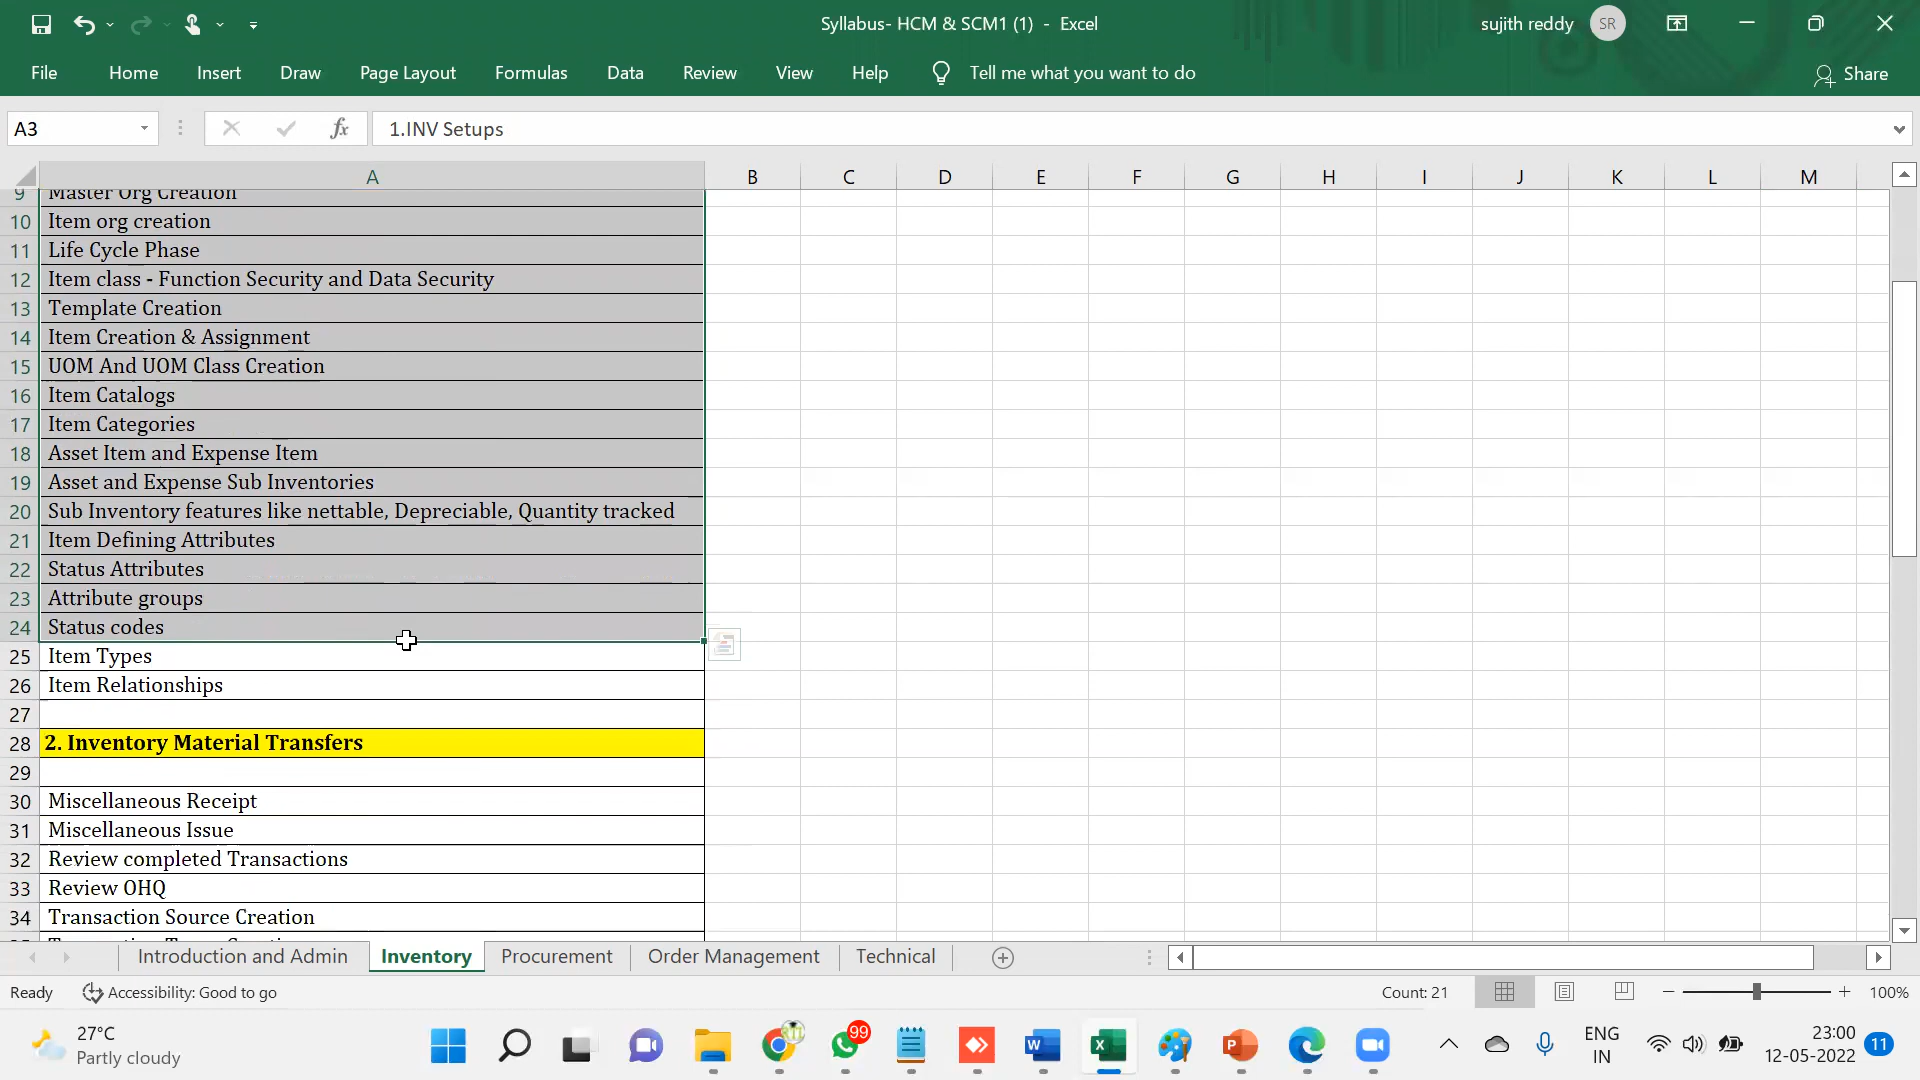 Syllabus- HCM & SCM1 (1) - Excel
sujith reddy
SR
File Home Insert Draw Page Layout Formulas Data Review View Help Tell me what you want to do Share
A3
fx
1.INV Setups
A B C D E F G H I J K L M
9 Master Org Creation
10 Item org creation
11 Life Cycle Phase
12 Item class - Function Security and Data Security
13 Template Creation
14 Item Creation & Assignment
15 UOM And UOM Class Creation
16 Item Catalogs
17 Item Categories
18 Asset Item and Expense Item
19 Asset and Expense Sub Inventories
20 Sub Inventory features like nettable, Depreciable, Quantity tracked
21 Item Defining Attributes
22 Status Attributes
23 Attribute groups
24 Status codes
25 Item Types
26 Item Relationships
27
28 2. Inventory Material Transfers
29
30 Miscellaneous Receipt
31 Miscellaneous Issue
32 Review completed Transactions
33 Review OHQ
34 Transaction Source Creation
Introduction and Admin Inventory Procurement Order Management Technical
Ready Accessibility: Good to go Count: 21 100%
27°C
Partly cloudy
99
ENG
IN
23:00
12-05-2022
11